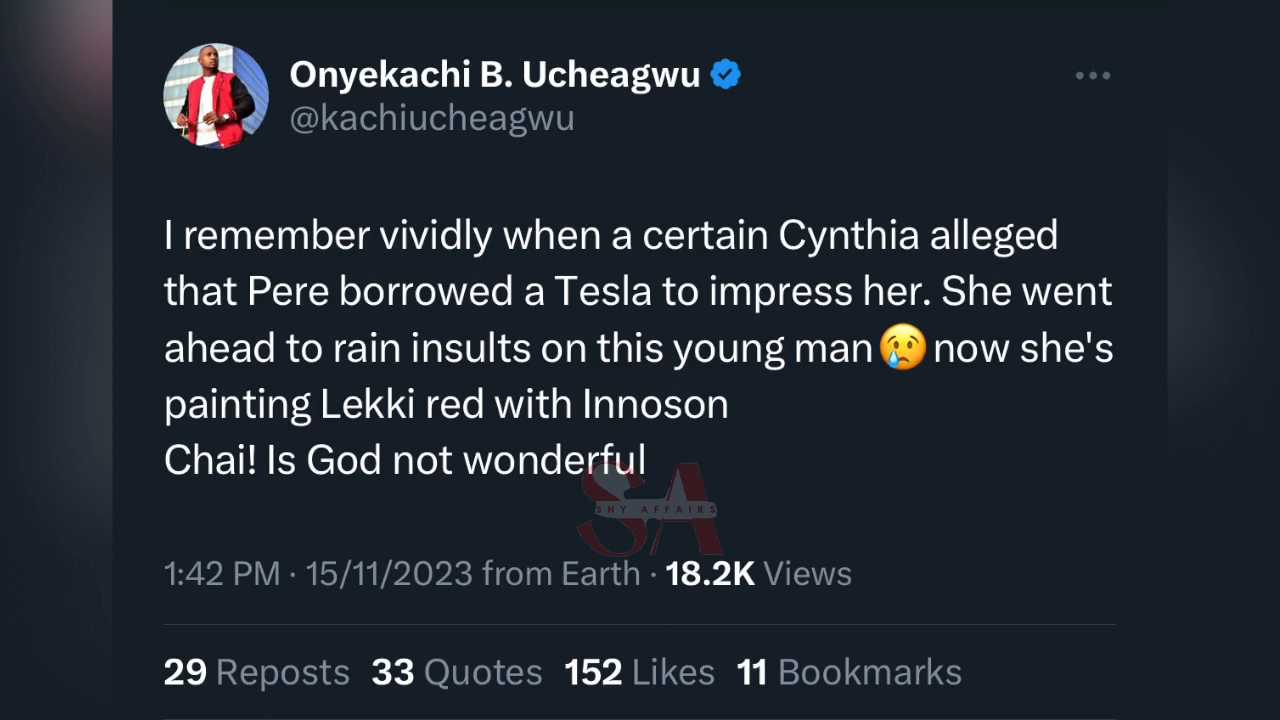 Onyekachi B. Ucheagwu
@kachiucheagwu
I remember vividly when a certain Cynthia alleged
that Pere borrowed a Tesla to impress her. She went
ahead to rain insults on this young man😢now she's
painting Lekki red with Innoson
Chai! Is God not wonderful
SA
SHY AFFAIRS
1:42 PM · 15/11/2023 from Earth · 18.2K Views
29 Reposts 33 Quotes 152 Likes 11 Bookmarks